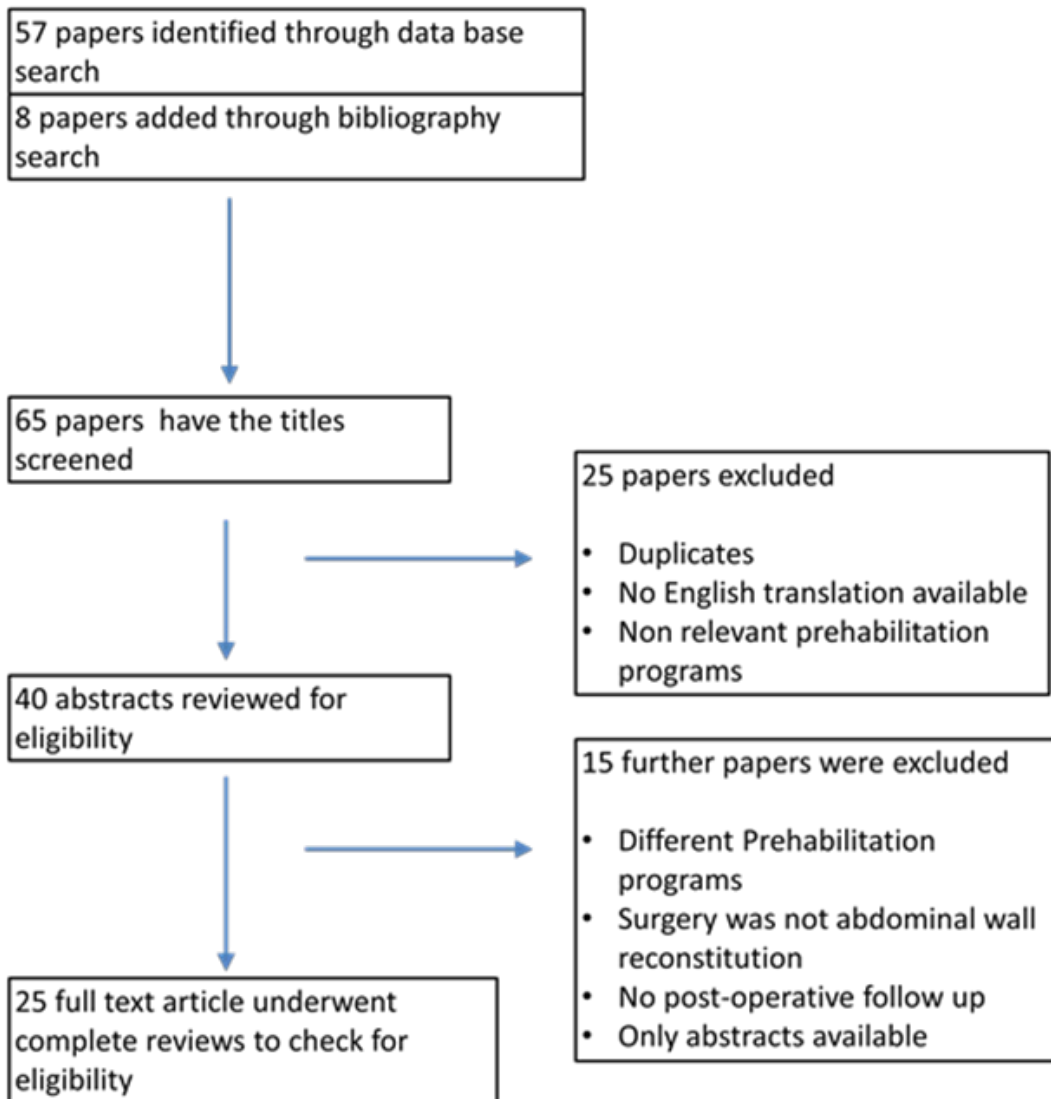 57 papers identified through data base
search
8 papers added through bibliography
search
65 papers have the titles
screened
25 papers excluded
• Duplicates
• No English translation available
• Non relevant prehabilitation
programs
40 abstracts reviewed for
eligibility
15 further papers were excluded
• Different Prehabilitation
programs
• Surgery was not abdominal wall
reconstitution
• No post-operative follow up
• Only abstracts available
25 full text article underwent
complete reviews to check for
eligibility